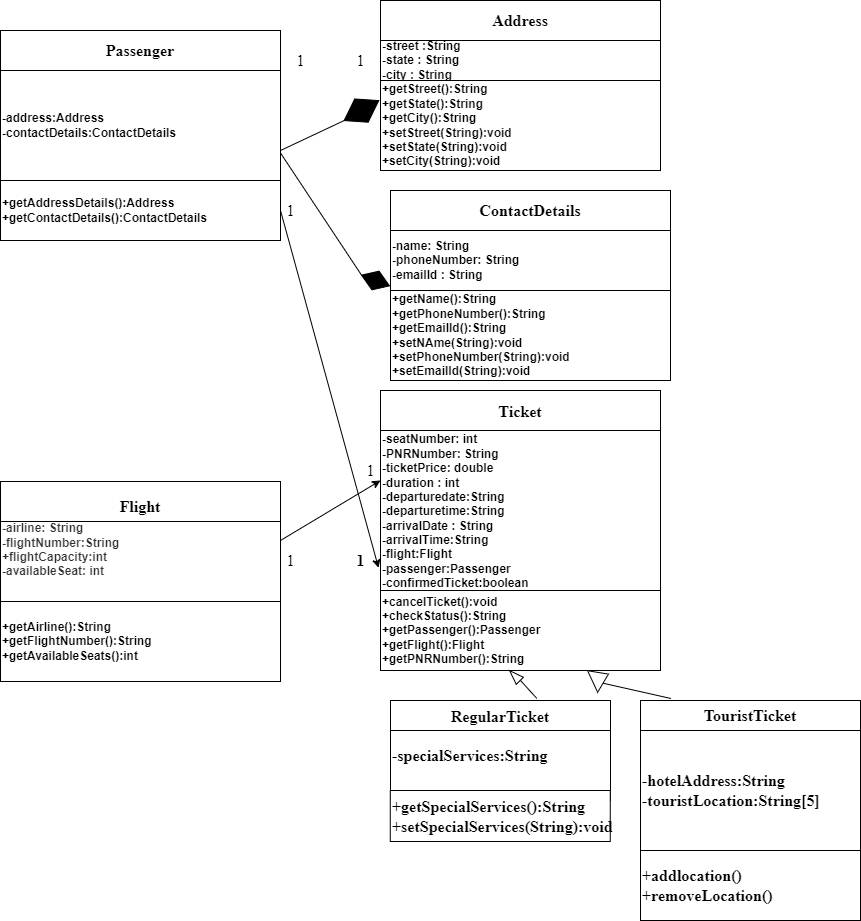 Passenger
-address:Address
-contactDetails:ContactDetails
+getAddressDetails():Address
+getContactDetails():ContactDetails
1
1
Address
-street :String
-state : String
-city : String
+getStreet():String
+getState():String
+getCity():String
+setStreet(String):void
+setState(String):void
+setCity(String):void
1
ContactDetails
-name: String
-phoneNumber: String
-emailId : String
+getName():String
+getPhoneNumber():String
+getEmailId():String
+setNAme(String):void
+setPhoneNumber(String):void
+setEmailId(String):void
Ticket
-seatNumber: int
-PNRNumber: String
-ticketPrice: double
-duration : int
-departuredate:String
-departuretime:String
-arrivalDate : String
-arrivalTime:String
-flight:Flight
-passenger:Passenger
-confirmedTicket:boolean
+cancelTicket():void
+checkStatus():String
+getPassenger():Passenger
+getFlight():Flight
+getPNRNumber():String
1
1
1
Flight
-airline: String
-flightNumber:String
+flightCapacity:int
-availableSeat: int
+getAirline():String
+getFlightNumber():String
+getAvailableSeats():int
RegularTicket
-specialServices:String
+getSpecialServices():String
+setSpecialServices(String):void
TouristTicket
-hotelAddress:String
-touristLocation:String[5]
+addlocation()
+removeLocation()